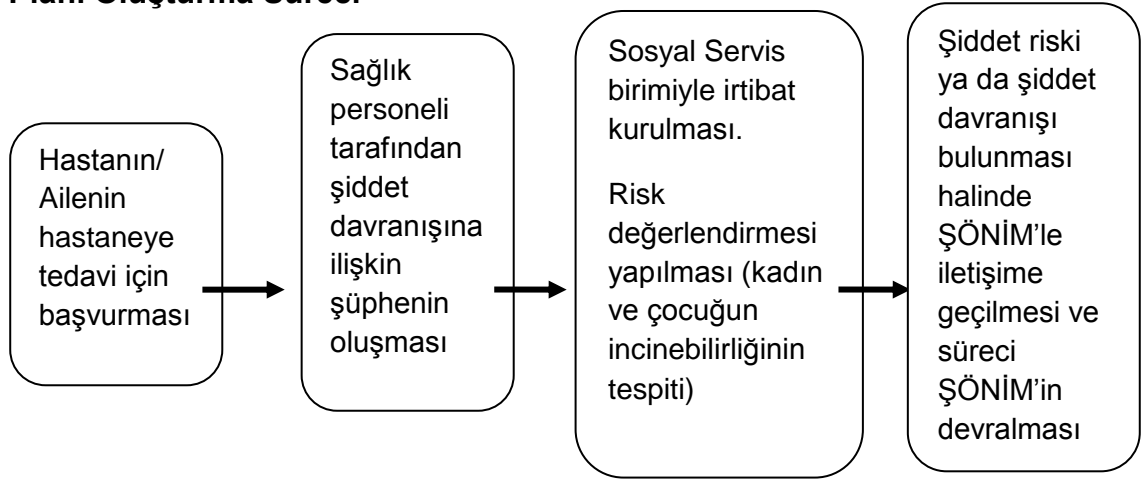 Planı Oluşturma Süreci
Hastanın/
Ailenin
hastaneye
tedavi için
başvurması
Sağlık
personeli
tarafından
şiddet
davranışına
ilişkin
şüphenin
oluşması
Sosyal Servis
birimiyle irtibat
kurulması.
Risk
değerlendirmesi
yapılması (kadın
ve çocuğun
incinebilirliğinin
tespiti)
Şiddet riski
ya da şiddet
davranışı
bulunması
halinde
ŞÖNİM’le
iletişime
geçilmesi ve
süreci
ŞÖNİM’in
devralması